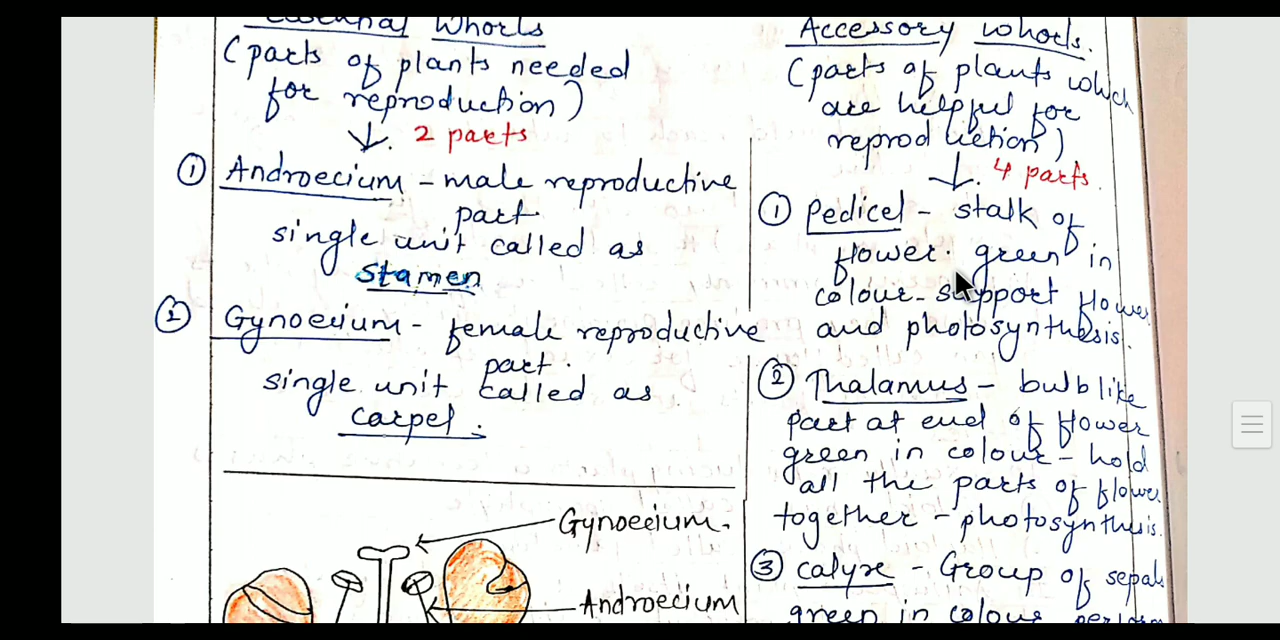 Essential Whorls
(parts of plants needed
for reproduction)
2 parts
① Androecium - male reproductive
part.
single unit called as
stamen
② Gynoecium - female reproductive
part.
single unit called as
carpel.
Gynoecium.
Androecium
Accessory whorls.
(parts of plants which
are helpful for
reproduction)
4 parts.
① Pedicel - stalk of
flower. green in
colour - support flower
and photosynthesis.
② Thalamus - bulb like
part at end of flower
green in colour - hold
all the parts of flower
together - photosynthesis.
③ Calyx - Group of sepals
green in colour